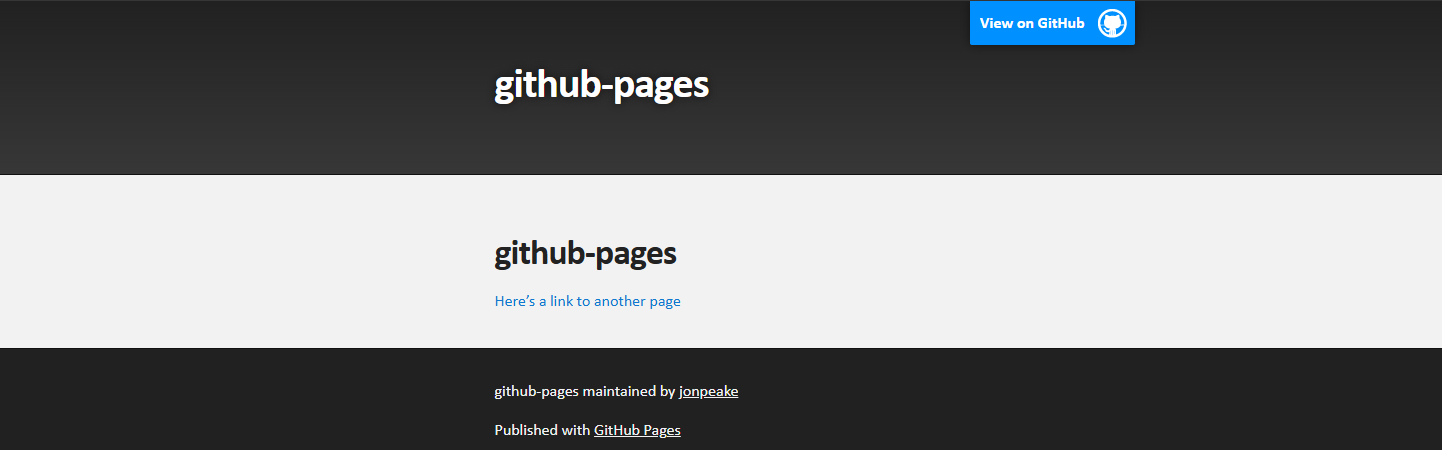 View on GitHub
github-pages
github-pages
Here’s a link to another page
github-pages maintained by jonpeake
Published with GitHub Pages